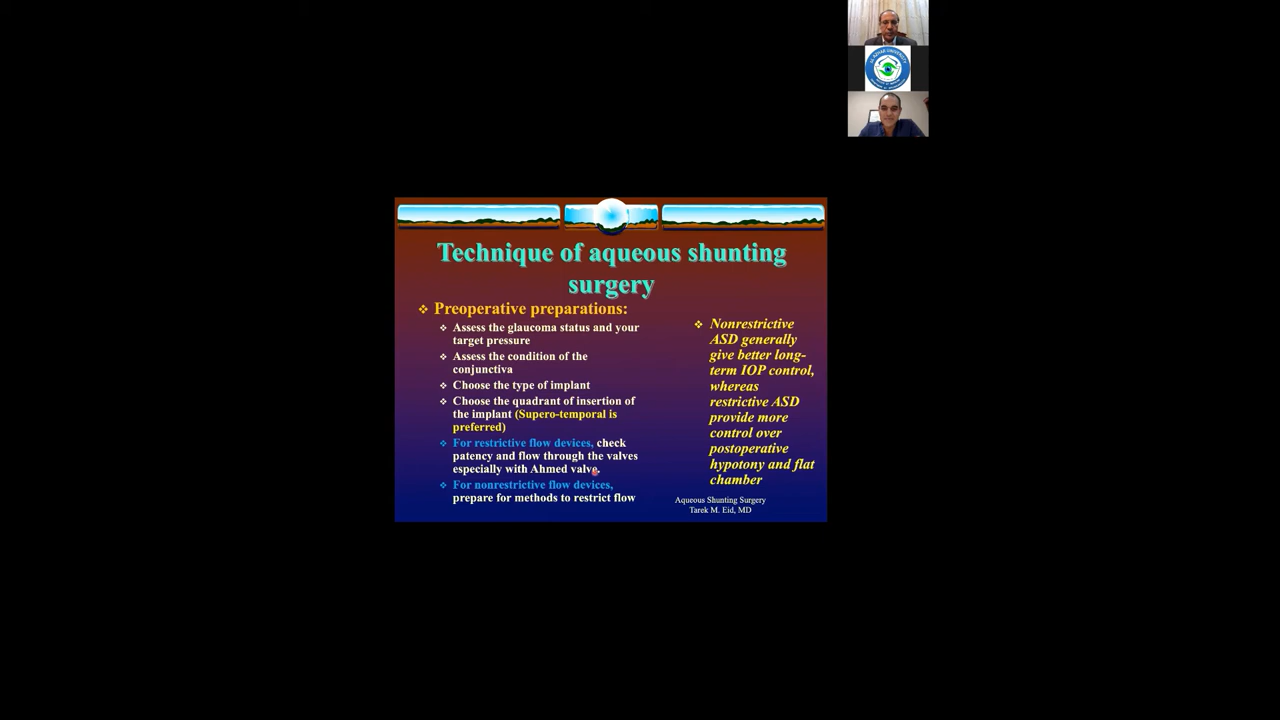 Technique of aqueous shunting
surgery
Preoperative preparations:
Assess the glaucoma status and your
target pressure
Assess the condition of the
conjunctiva
Choose the type of implant
Choose the quadrant of insertion of
the implant (Supero-temporal is
preferred)
For restrictive flow devices, check
patency and flow through the valves
especially with Ahmed valve.
For nonrestrictive flow devices,
prepare for methods to restrict flow
Nonrestrictive
ASD generally
give better long-
term IOP control,
whereas
restrictive ASD
provide more
control over
postoperative
hypotony and flat
chamber
Aqueous Shunting Surgery
Tarek M. Eid, MD